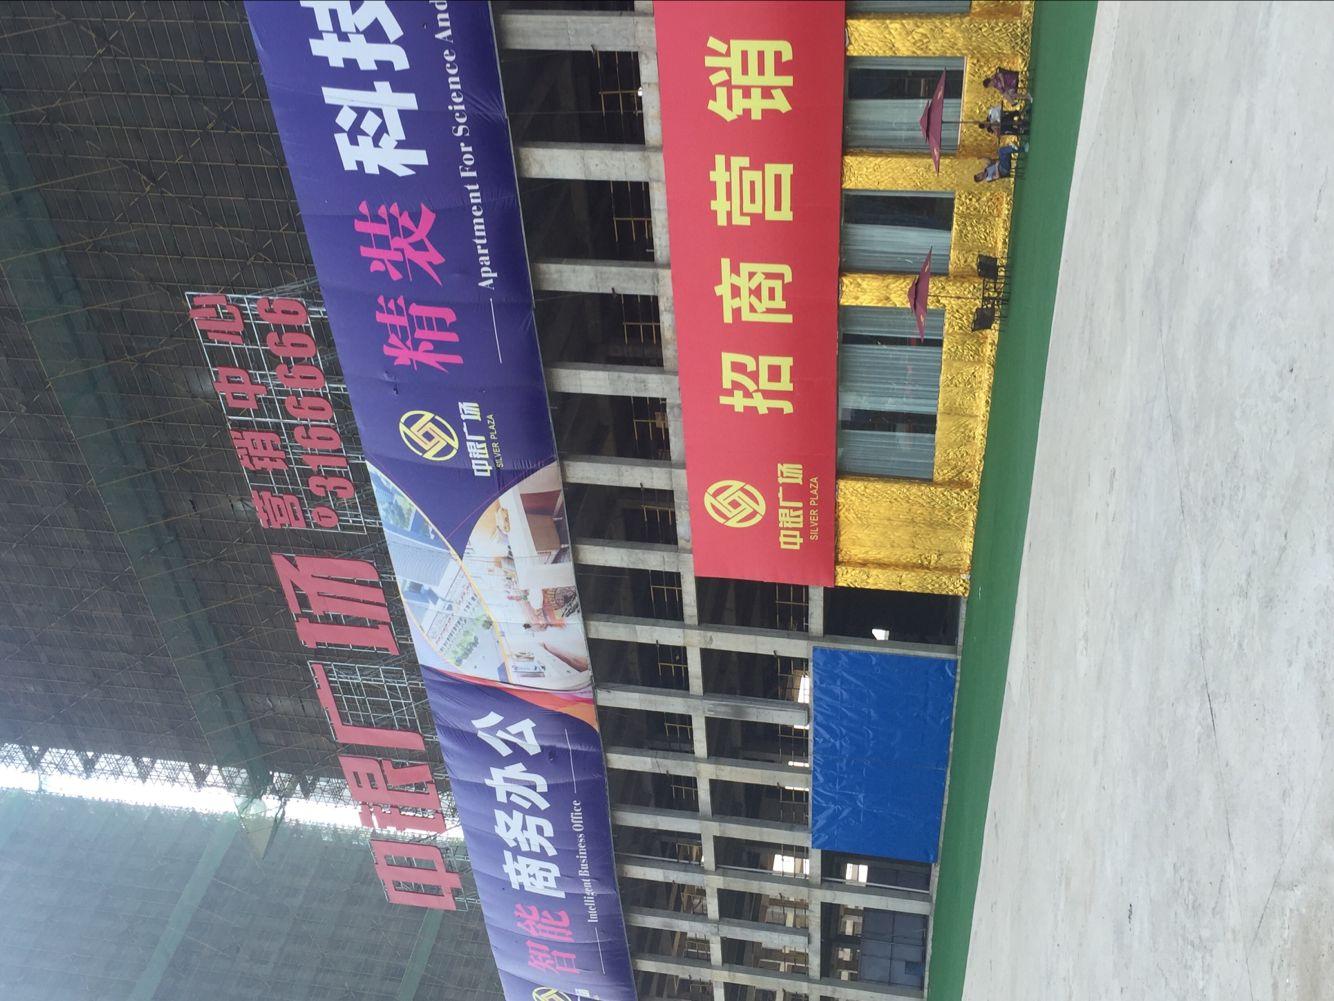 中银广场
营销中心
3166666
智能商务办公
Intelligent Business Office
中银广场
SILVER PLAZA
精装科技
Apartment For Science And
中银广场
SILVER PLAZA
招商营销